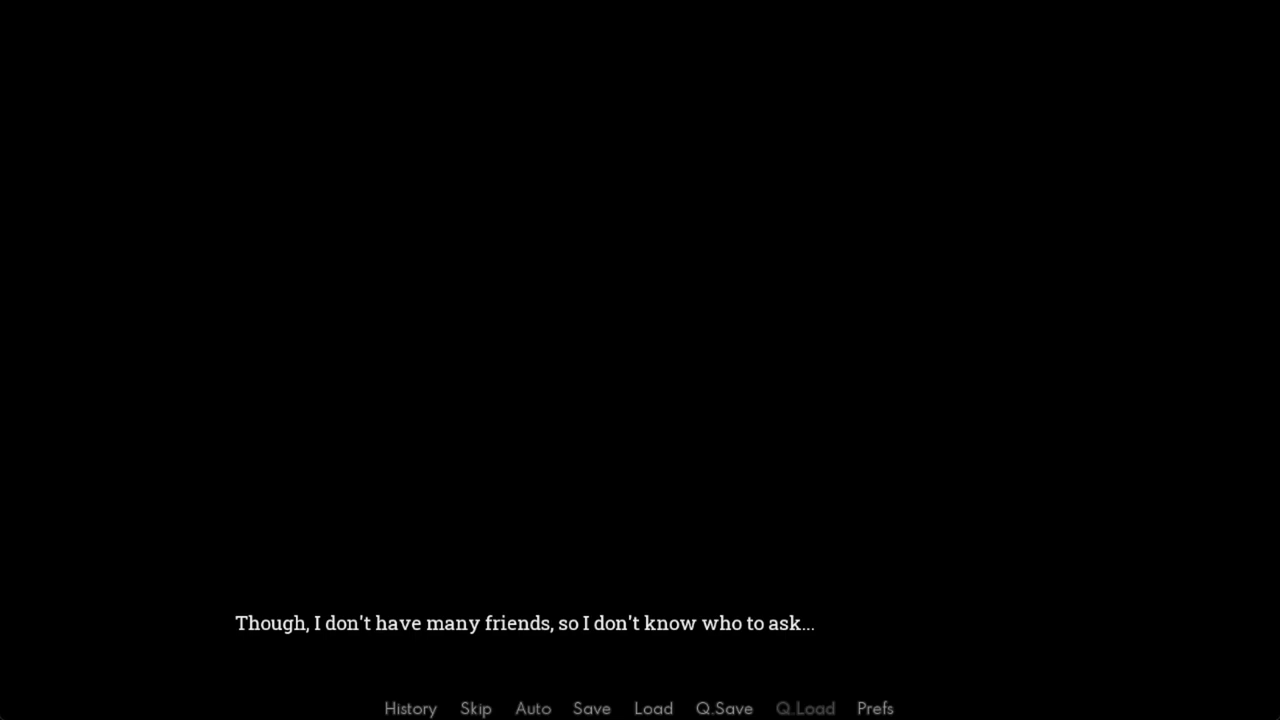 Though, I don't have many friends, so I don't know who to ask...
History Skip Auto Save Load Q.Save Q.Load Prefs